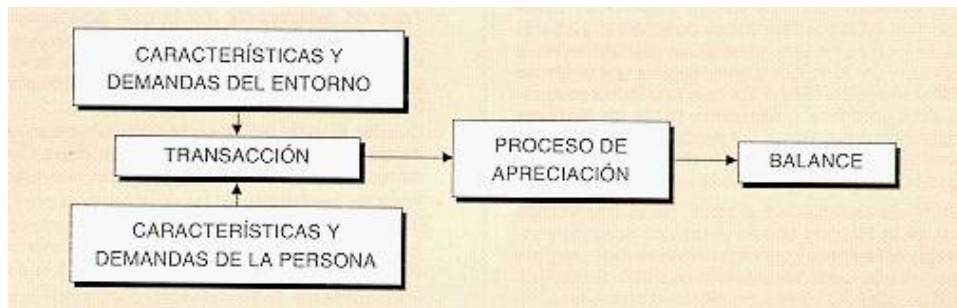 CARACTERÍSTICAS Y
DEMANDAS DEL ENTORNO
TRANSACCIÓN
PROCESO DE
APRECIACIÓN
BALANCE
CARACTERÍSTICAS Y
DEMANDAS DE LA PERSONA